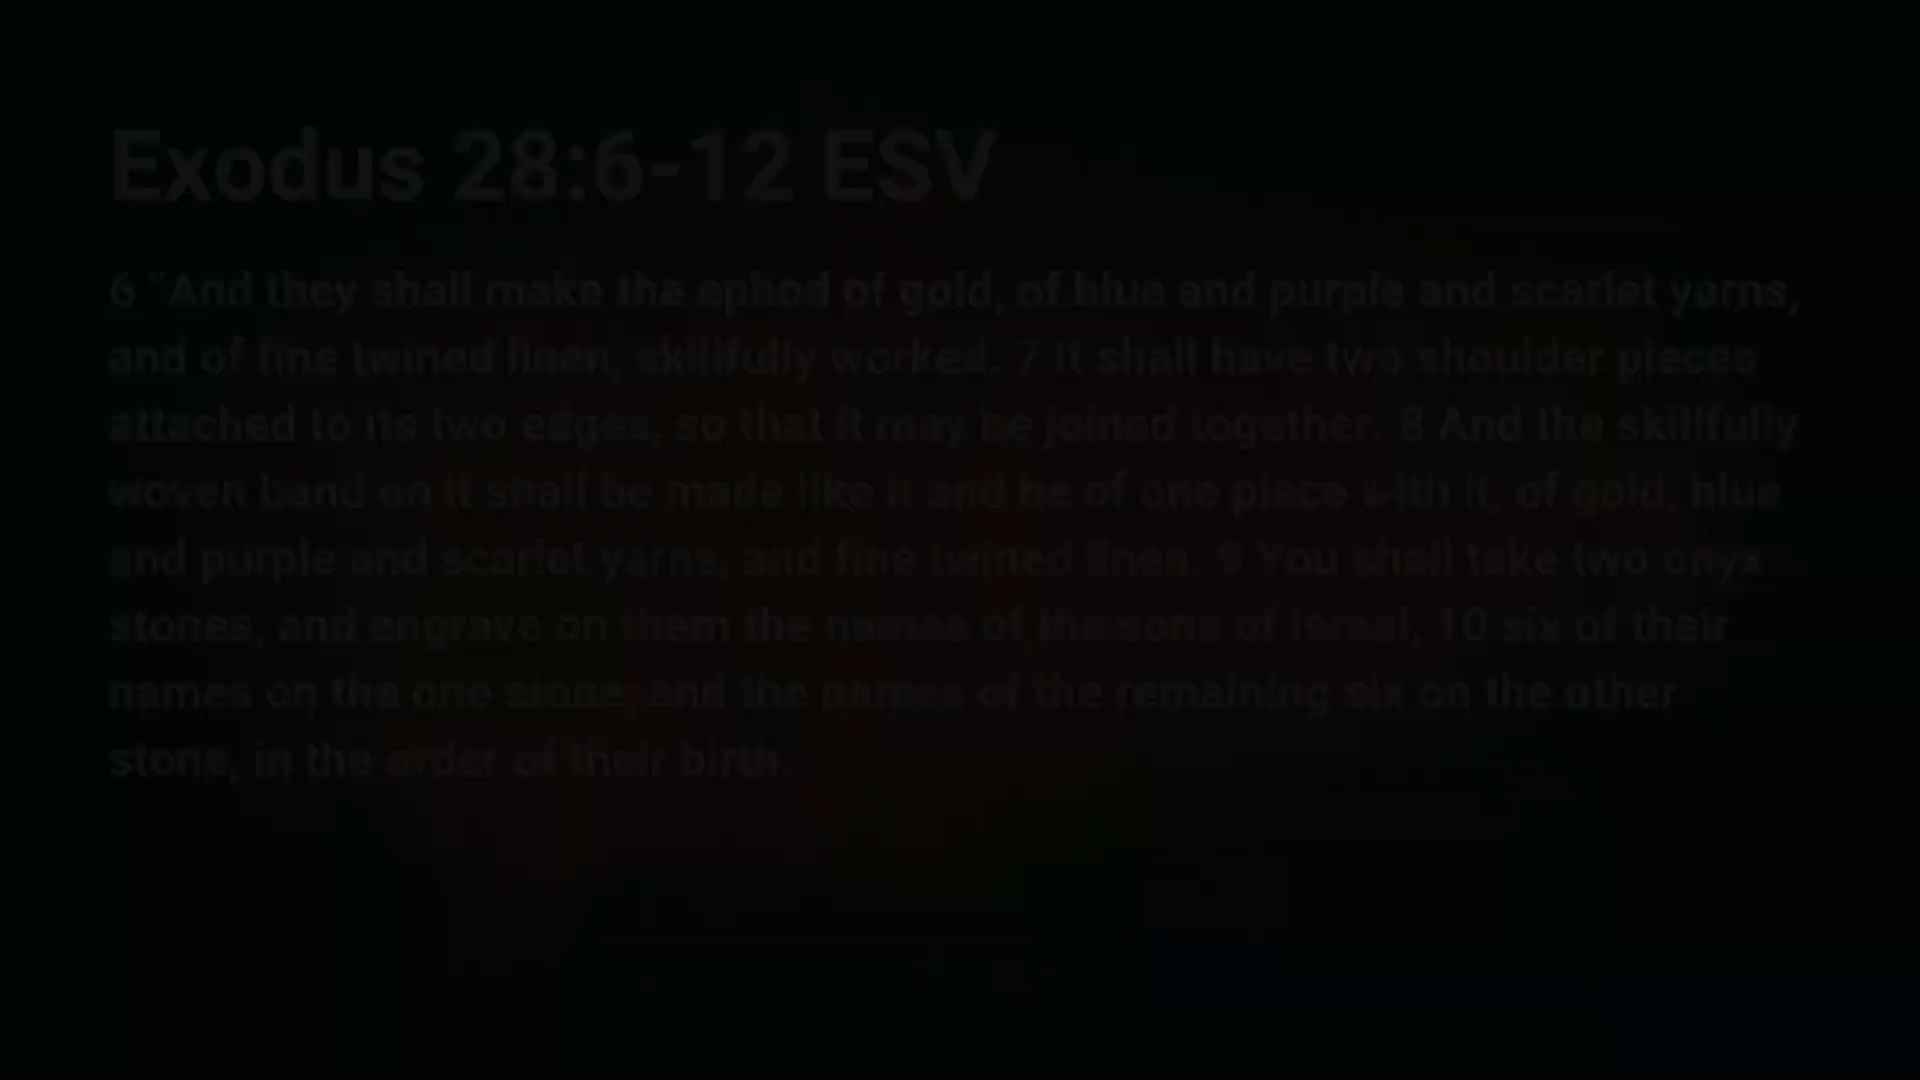 Exodus 28:6-12 ESV
6 "And they shall make the ephod of gold, of blue and purple and scarlet yarns,
and of fine twined linen, skillfully worked. 7 It shall have two shoulder pieces
attached to its two edges, so that it may be joined together. 8 And the skillfully
woven band on it shall be made like it and be of one piece with it, of gold, blue
and purple and scarlet yarns, and fine twined linen. 9 You shall take two onyx
stones, and engrave on them the names of the sons of Israel, 10 six of their
names on the one stone, and the names of the remaining six on the other
stone, in the order of their birth.